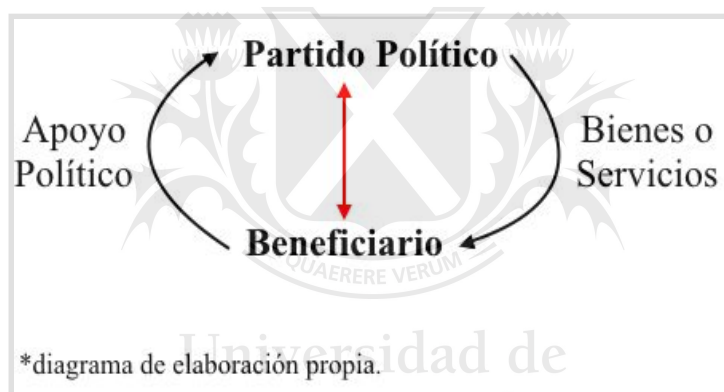 Partido Político
Apoyo
Político
Bienes o
Servicios
Beneficiario
QUAERERE VERUM
*diagrama de elaboración propia.
Universidad de